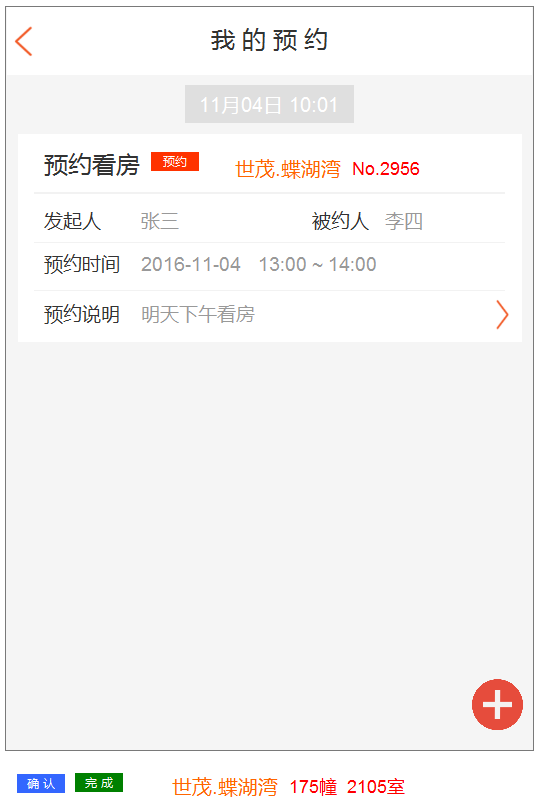 我的预约
11月04日 10:01
预约看房 预约 世茂.蝶湖湾 No.2956
发起人 张三 被约人 李四
预约时间 2016-11-04 13:00 ~ 14:00
预约说明 明天下午看房
确 认 完 成 世茂.蝶湖湾 175幢 2105室